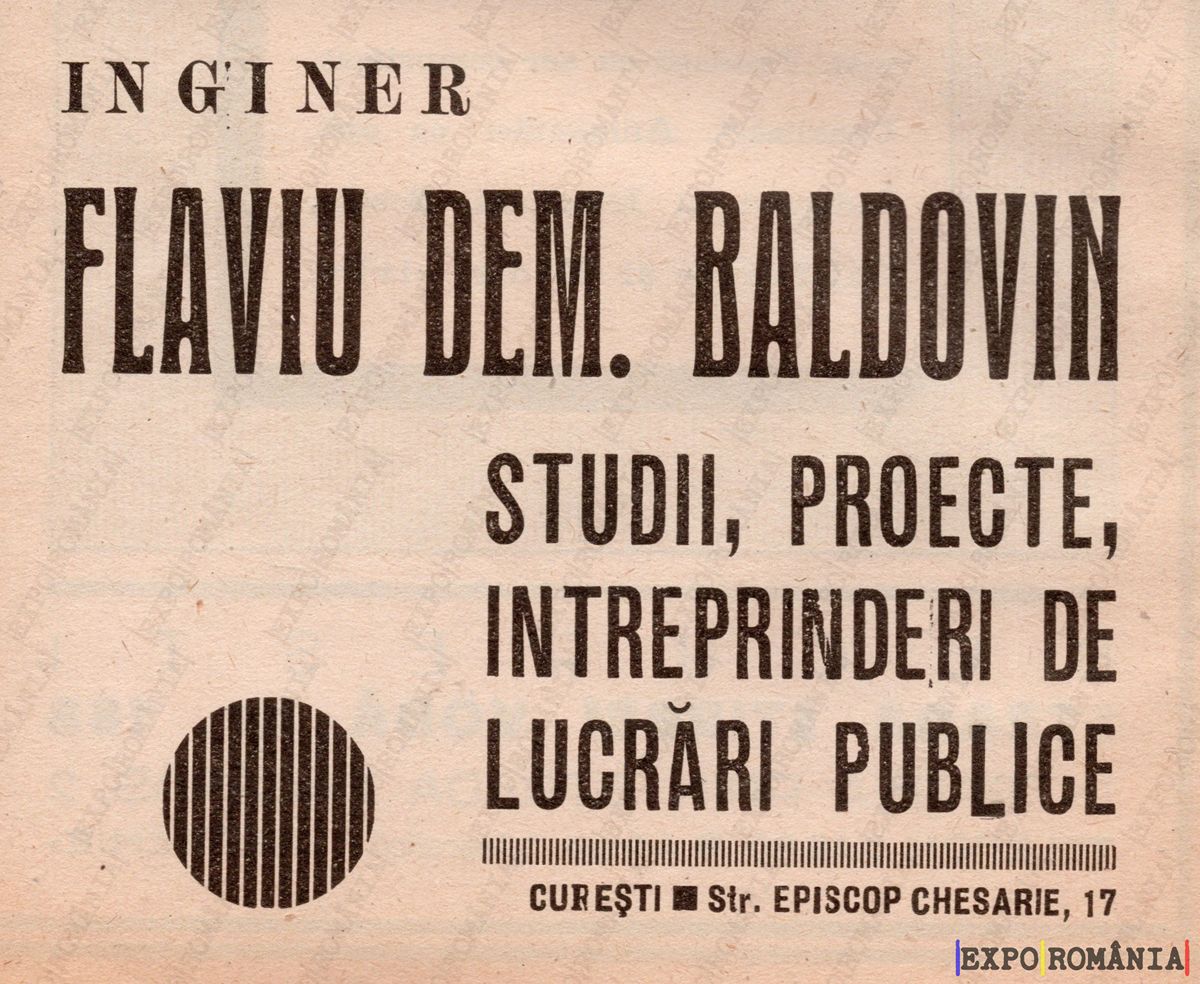 INGINER
FLAVIU DEM. BALDOVIN
STUDII, PROECTE,
INTREPRINDERI DE
LUCRĂRI PUBLICE
CUREŞTI ■ Str. EPISCOP CHESARIE, 17
|EXPO|ROMÂNIA|